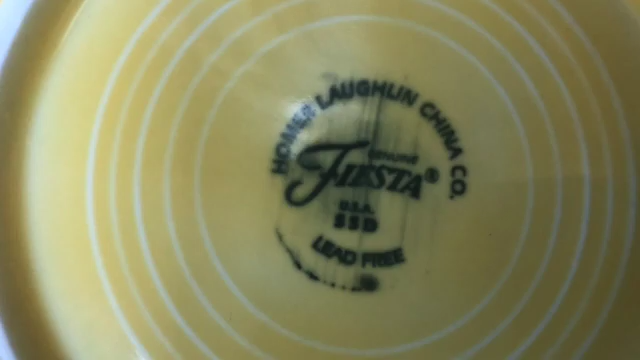 HOMER LAUGHLIN CHINA CO.
GENUINE
FIESTA®
U.S.A.
SSD
LEAD FREE